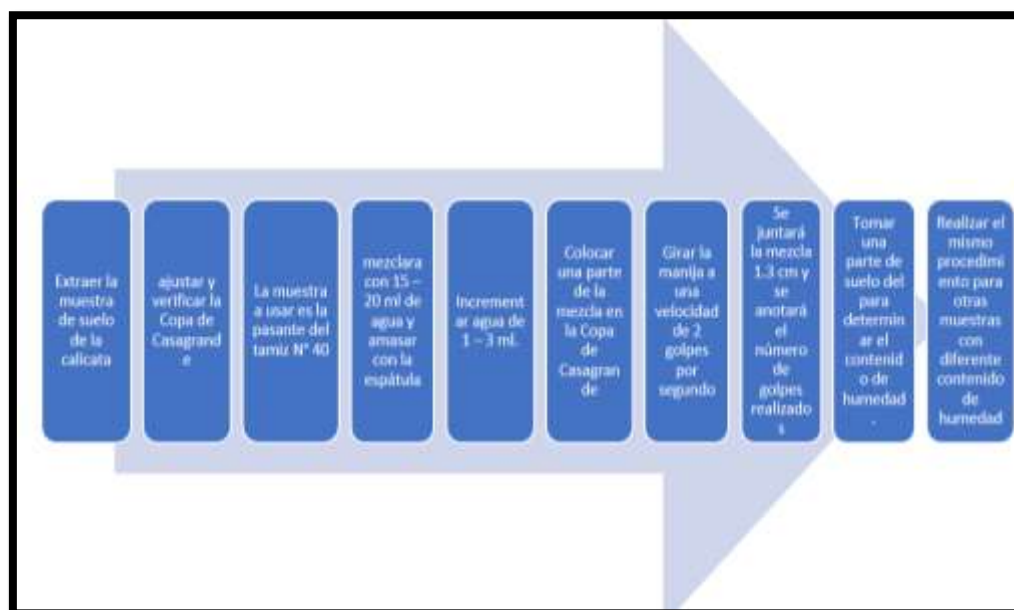 Extraer la
muestra
de suelo
de la
calicata
ajustar y
verificar la
Copa de
Casagrand
e
La muestra
a usar es la
pasante del
tamiz N° 40
mezclara
con 15 –
20 ml de
agua y
amasar
con la
espátula
Increment
ar agua de
1 – 3 ml.
Colocar
una parte
de la
mezcla en
la Copa
de
Casagran
de
Girar la
manija a
una
velocidad
de 2
golpes
por
segundo
Se
juntará
la mezcla
1.3 cm y
se
anotará
el
número
de
golpes
realizado
s
Tomar
una
parte de
suelo del
para
determin
ar el
contenid
o de
humedad
.
Realizar el
mismo
procedimi
ento para
otras
muestras
con
diferente
contenido
de
humedad